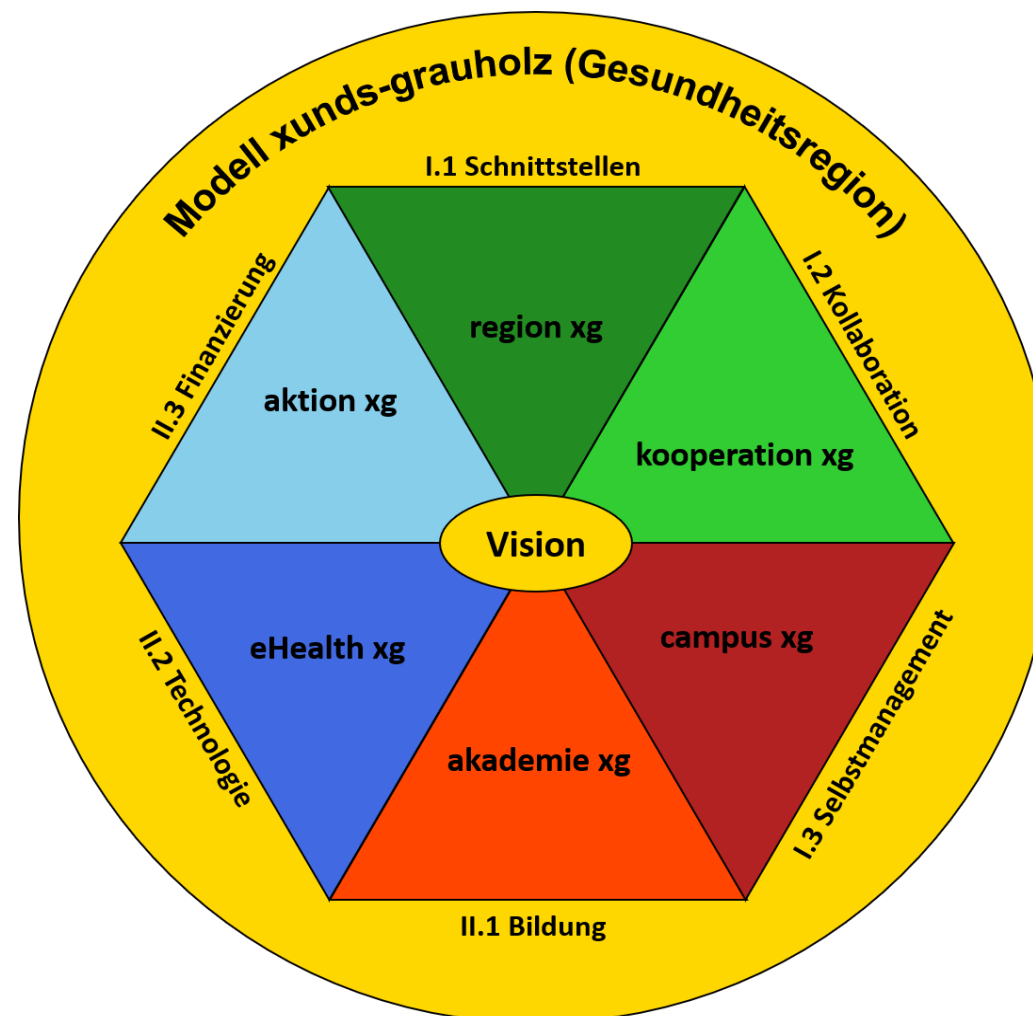 Modell xunds-grauholz (Gesundheitsregion)
I.1 Schnittstellen
region xg
I.2 Kollaboration
kooperation xg
I.3 Selbstmanagement
campus xg
II.1 Bildung
akademie xg
II.2 Technologie
eHealth xg
II.3 Finanzierung
aktion xg
Vision